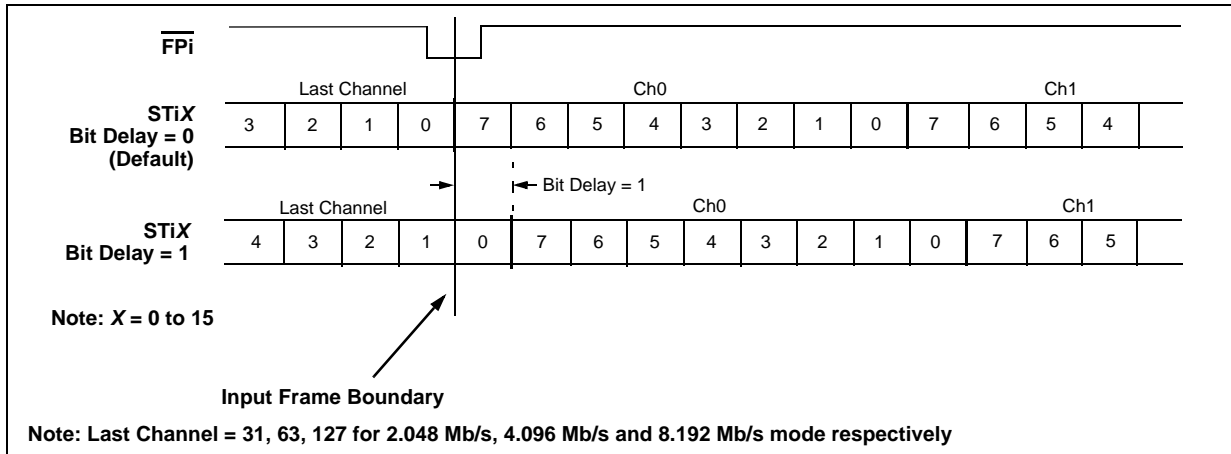 FPi
Last Channel Ch0 Ch1
STiX
Bit Delay = 0
(Default)
3 2 1 0 7 6 5 4 3 2 1 0 7 6 5 4
Bit Delay = 1
Last Channel Ch0 Ch1
STiX
Bit Delay = 1
4 3 2 1 0 7 6 5 4 3 2 1 0 7 6 5
Note: X = 0 to 15
Input Frame Boundary
Note: Last Channel = 31, 63, 127 for 2.048 Mb/s, 4.096 Mb/s and 8.192 Mb/s mode respectively